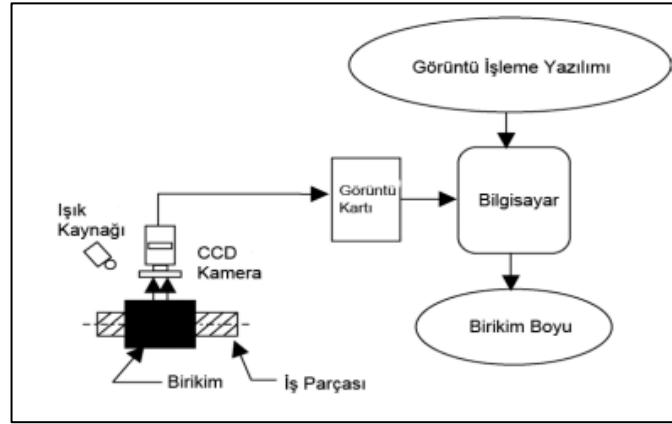 Görüntü İşleme Yazılımı
Görüntü
Kartı
Bilgisayar
Işık
Kaynağı
CCD
Kamera
Birikim Boyu
Birikim
İş Parçası